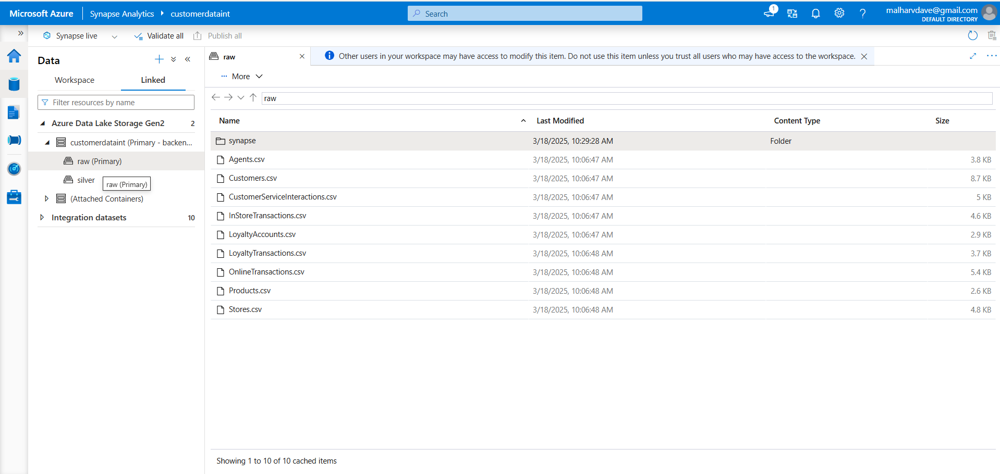 Microsoft Azure
Synapse Analytics
customerdataint
Search
1
malharvdave@gmail.com
DEFAULT DIRECTORY
Synapse live
Validate all
Publish all
Data
Workspace
Linked
Filter resources by name
Azure Data Lake Storage Gen2 2
customerdataint (Primary - backen...
raw (Primary)
silver
raw (Primary)
(Attached Containers)
Integration datasets 10
raw
Other users in your workspace may have access to modify this item. Do not use this item unless you trust all users who may have access to the workspace.
More
raw
Name Last Modified Content Type Size
synapse 3/18/2025, 10:29:28 AM Folder
Agents.csv 3/18/2025, 10:06:47 AM 3.8 KB
Customers.csv 3/18/2025, 10:06:47 AM 8.7 KB
CustomerServiceInteractions.csv 3/18/2025, 10:06:47 AM 5 KB
InStoreTransactions.csv 3/18/2025, 10:06:47 AM 4.6 KB
LoyaltyAccounts.csv 3/18/2025, 10:06:47 AM 2.9 KB
LoyaltyTransactions.csv 3/18/2025, 10:06:48 AM 3.7 KB
OnlineTransactions.csv 3/18/2025, 10:06:48 AM 5.4 KB
Products.csv 3/18/2025, 10:06:48 AM 2.6 KB
Stores.csv 3/18/2025, 10:06:48 AM 4.8 KB
Showing 1 to 10 of 10 cached items